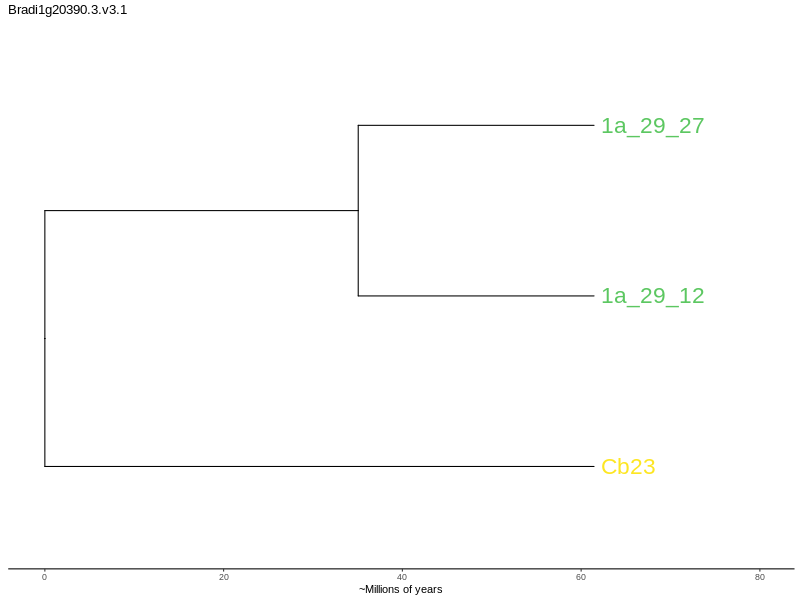 Bradi1g20390.3.v3.1
1a_29_27
1a_29_12
Cb23
0 20 40 60 80
~Millions of years